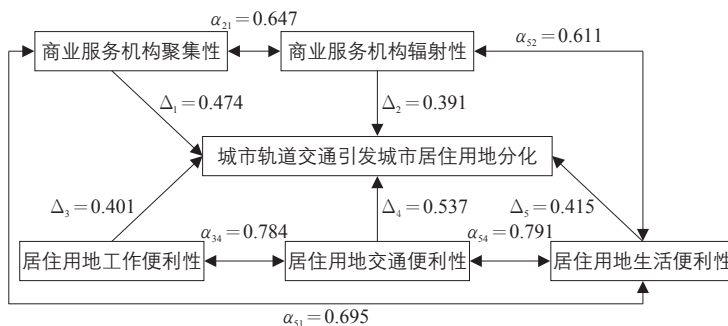 α21=0.647
商业服务机构聚集性
商业服务机构辐射性
α52=0.611
Δ1=0.474
Δ2=0.391
城市轨道交通引发城市居住用地分化
Δ3=0.401
Δ4=0.537
Δ5=0.415
α34=0.784
α54=0.791
居住用地工作便利性
居住用地交通便利性
居住用地生活便利性
α51=0.695